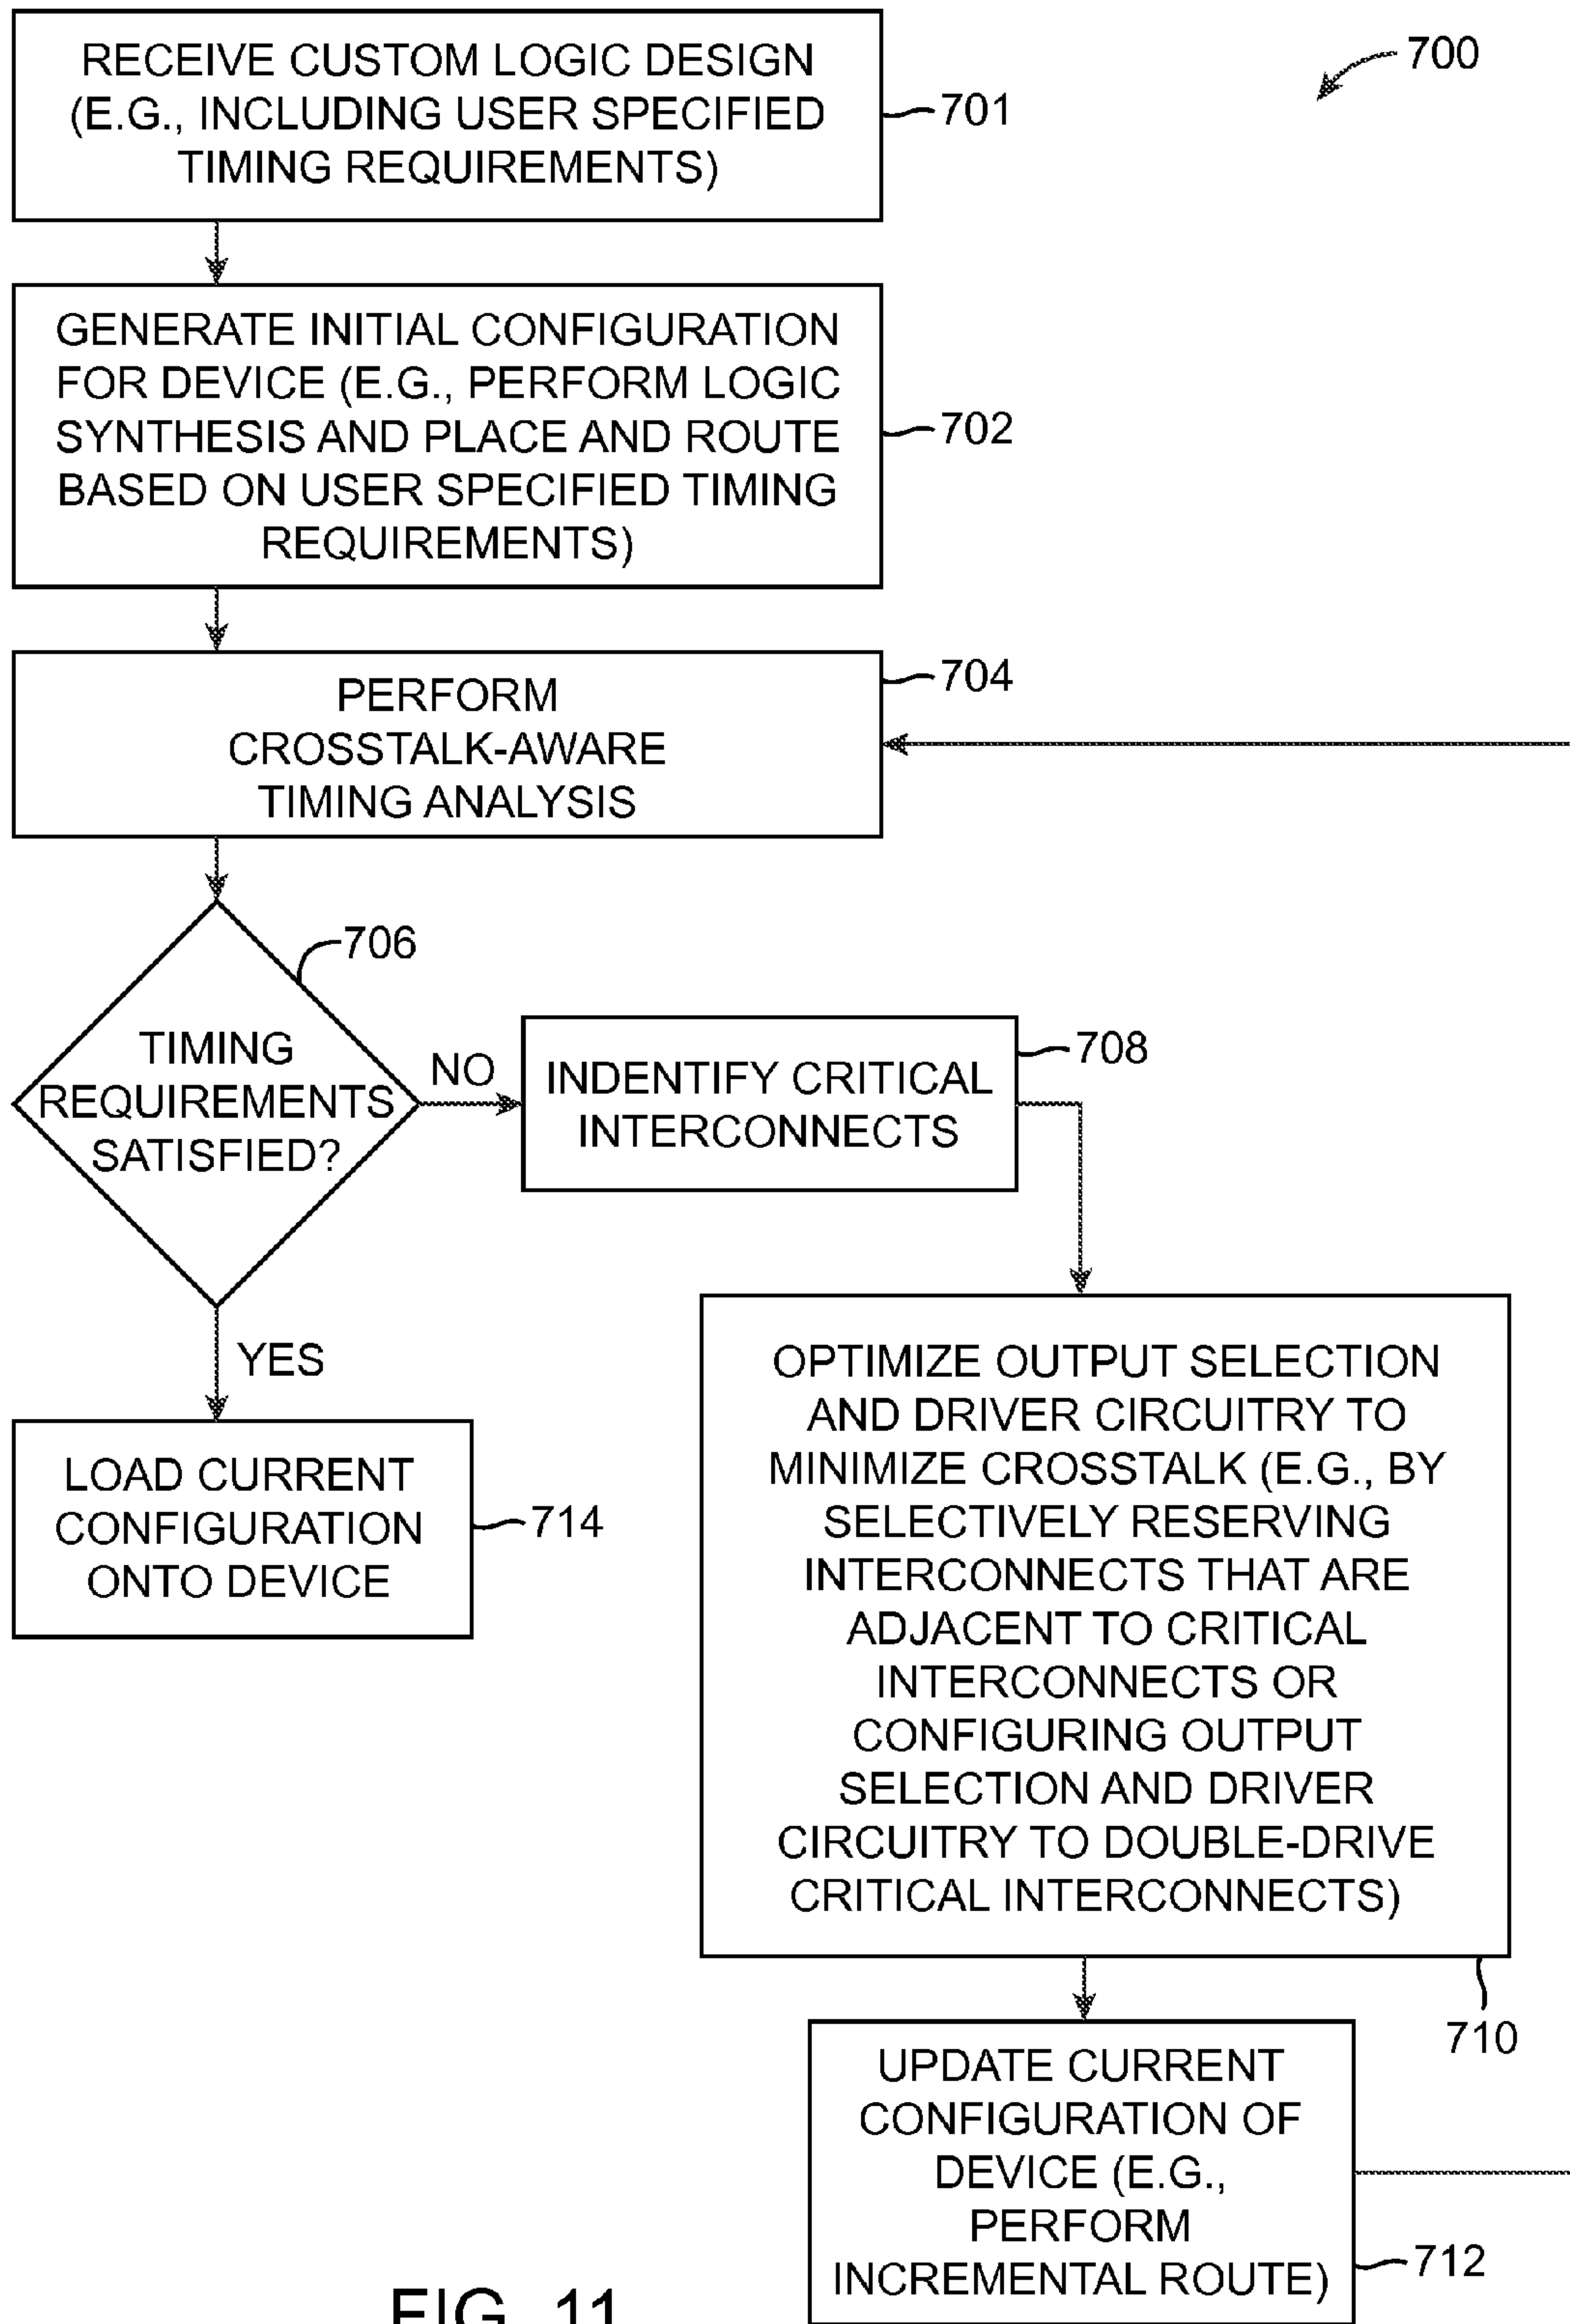 700
RECEIVE CUSTOM LOGIC DESIGN
(E.G., INCLUDING USER SPECIFIED
TIMING REQUIREMENTS)
701
GENERATE INITIAL CONFIGURATION
FOR DEVICE (E.G., PERFORM LOGIC
SYNTHESIS AND PLACE AND ROUTE
BASED ON USER SPECIFIED TIMING
REQUIREMENTS)
702
PERFORM
CROSSTALK-AWARE
TIMING ANALYSIS
704
TIMING
REQUIREMENTS
SATISFIED?
706
NO
INDENTIFY CRITICAL
INTERCONNECTS
708
YES
LOAD CURRENT
CONFIGURATION
ONTO DEVICE
714
OPTIMIZE OUTPUT SELECTION
AND DRIVER CIRCUITRY TO
MINIMIZE CROSSTALK (E.G., BY
SELECTIVELY RESERVING
INTERCONNECTS THAT ARE
ADJACENT TO CRITICAL
INTERCONNECTS OR
CONFIGURING OUTPUT
SELECTION AND DRIVER
CIRCUITRY TO DOUBLE-DRIVE
CRITICAL INTERCONNECTS)
710
UPDATE CURRENT
CONFIGURATION OF
DEVICE (E.G.,
PERFORM
INCREMENTAL ROUTE)
712
FIG. 11